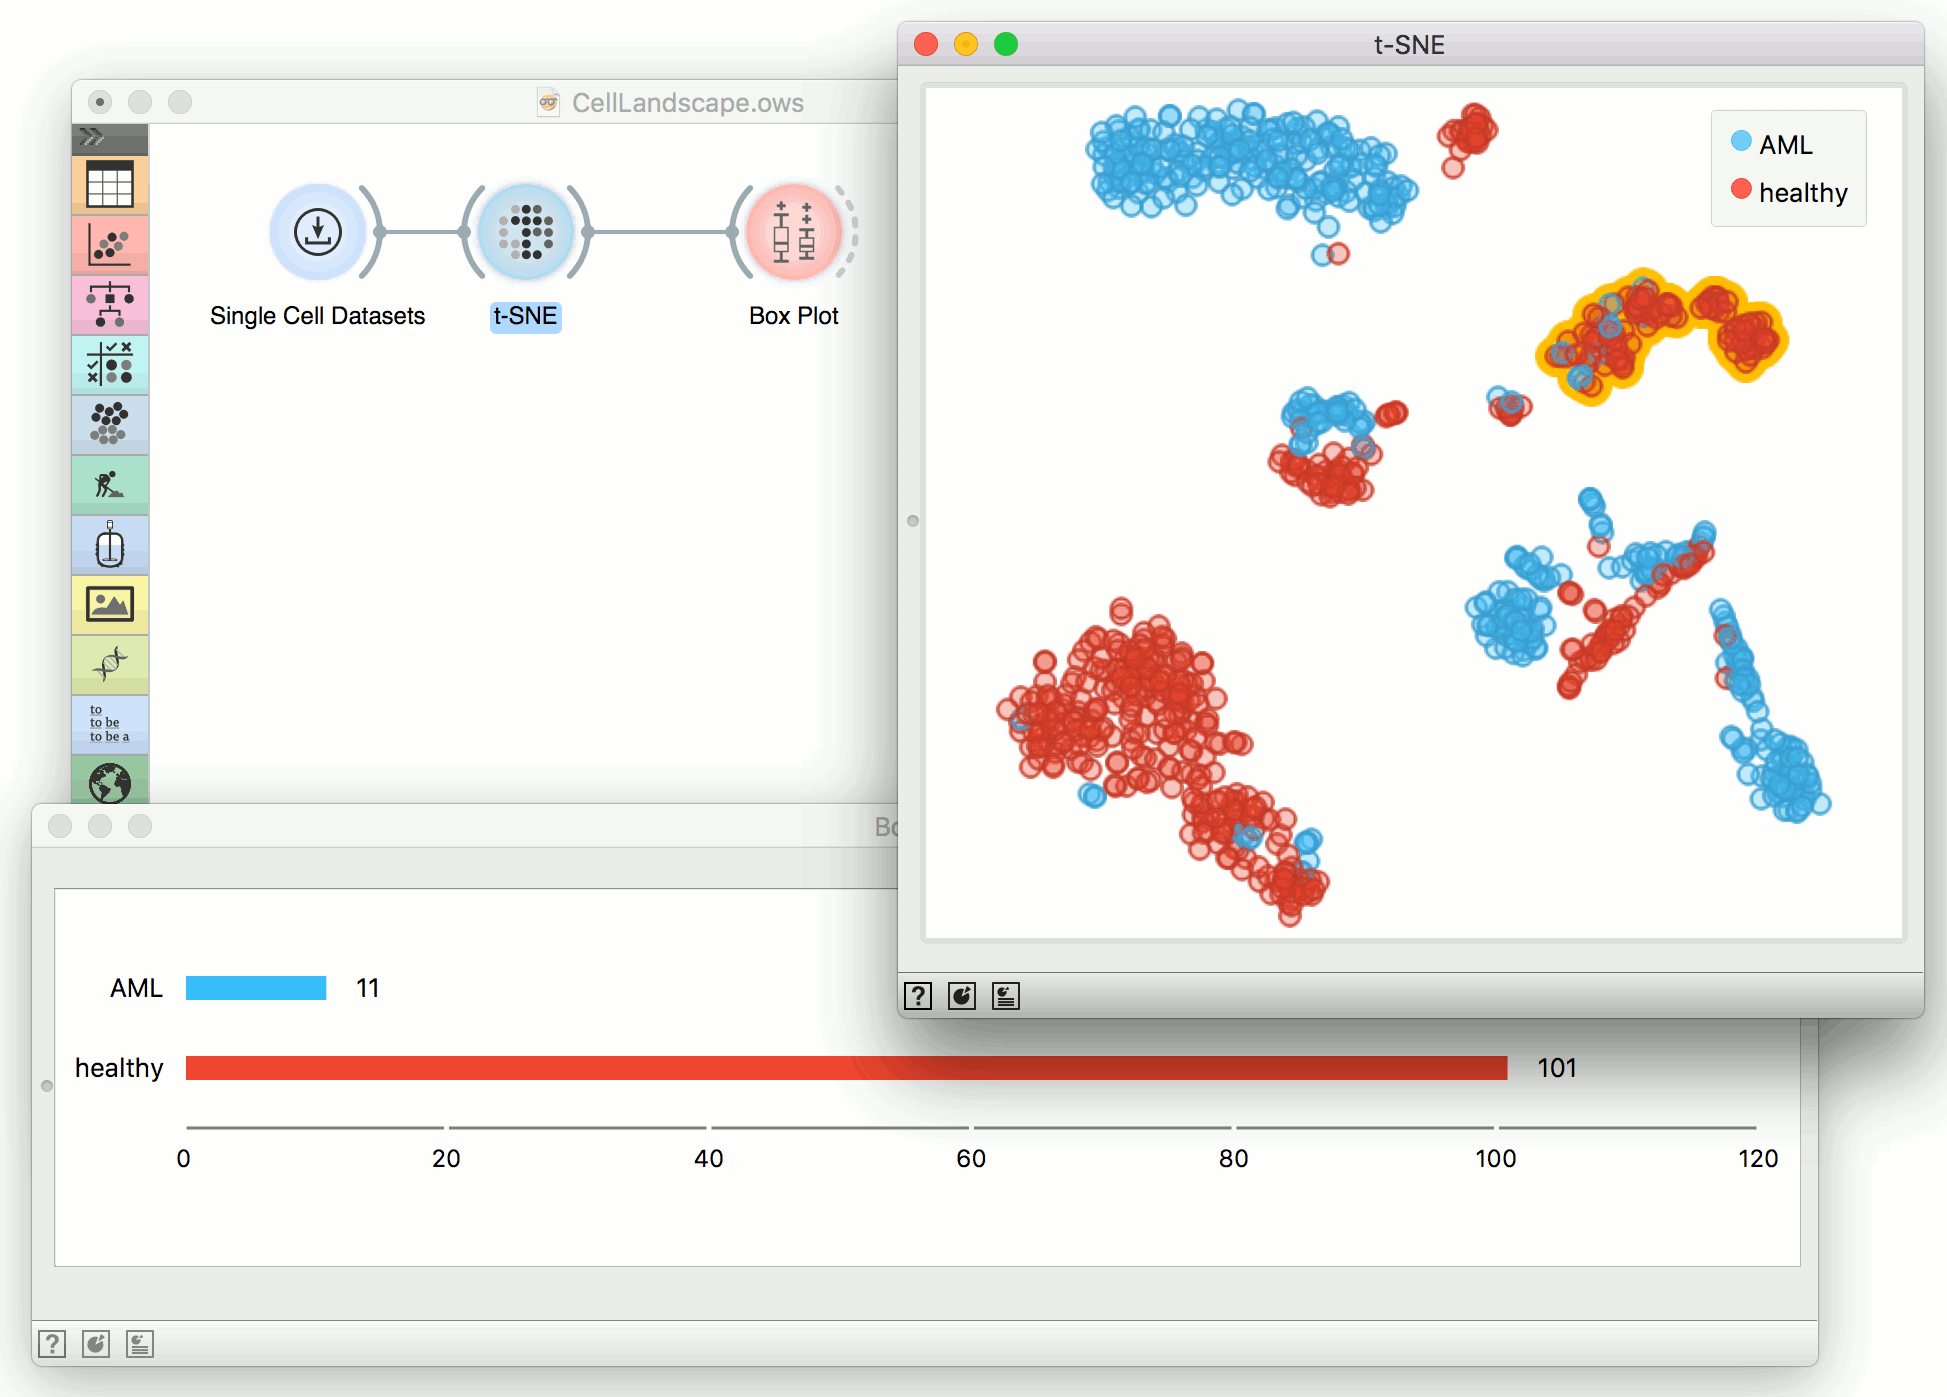 t-SNE
CellLandscape.ows
AML
healthy
Single Cell Datasets
t-SNE
Box Plot
to
to be
to be a
AML
11
healthy
101
0
20
40
60
80
100
120
?
?